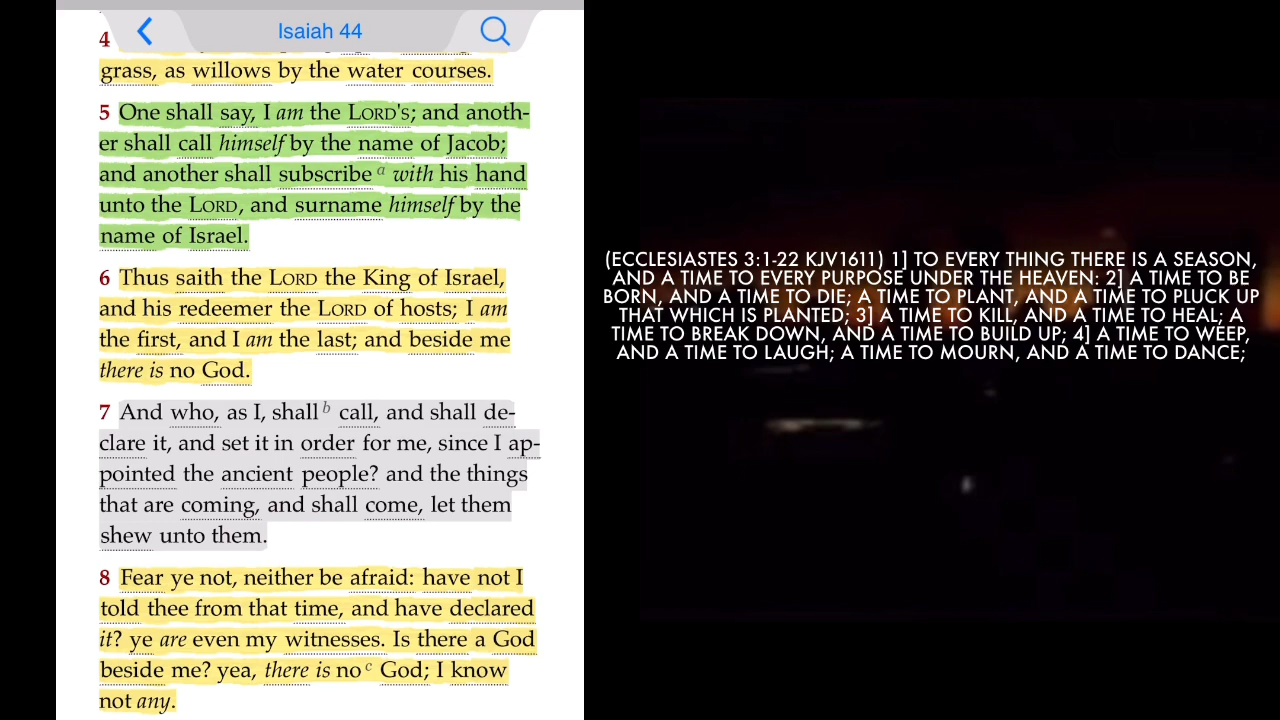 Isaiah 44
4
grass, as willows by the water courses.
5 One shall say, I am the LORD'S; and anoth-
er shall call himself by the name of Jacob;
and another shall subscribe a with his hand
unto the LORD, and surname himself by the
name of Israel.
6 Thus saith the LORD the King of Israel,
and his redeemer the LORD of hosts; I am
the first, and I am the last; and beside me
there is no God.
7 And who, as I, shall b call, and shall de-
clare it, and set it in order for me, since I ap-
pointed the ancient people? and the things
that are coming, and shall come, let them
shew unto them.
8 Fear ye not, neither be afraid: have not I
told thee from that time, and have declared
it? ye are even my witnesses. Is there a God
beside me? yea, there is no c God; I know
not any.
(ECCLESIASTES 3:1-22 KJV1611) 1] TO EVERY THING THERE IS A SEASON,
AND A TIME TO EVERY PURPOSE UNDER THE HEAVEN: 2] A TIME TO BE
BORN, AND A TIME TO DIE; A TIME TO PLANT, AND A TIME TO PLUCK UP
THAT WHICH IS PLANTED; 3] A TIME TO KILL, AND A TIME TO HEAL; A
TIME TO BREAK DOWN, AND A TIME TO BUILD UP; 4] A TIME TO WEEP,
AND A TIME TO LAUGH; A TIME TO MOURN, AND A TIME TO DANCE;